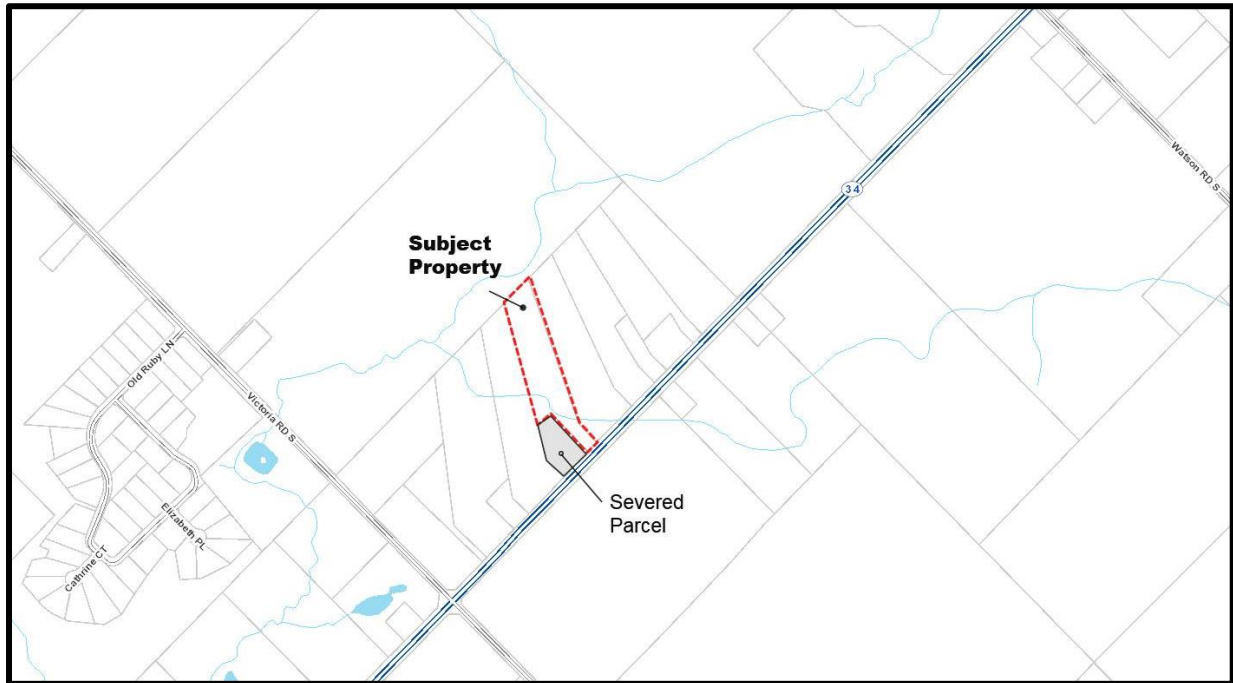 Watson RD S
34
Subject
Property
Old Ruby LN
Victoria RD S
Severed
Parcel
Elizabeth PL
Cathrine CT